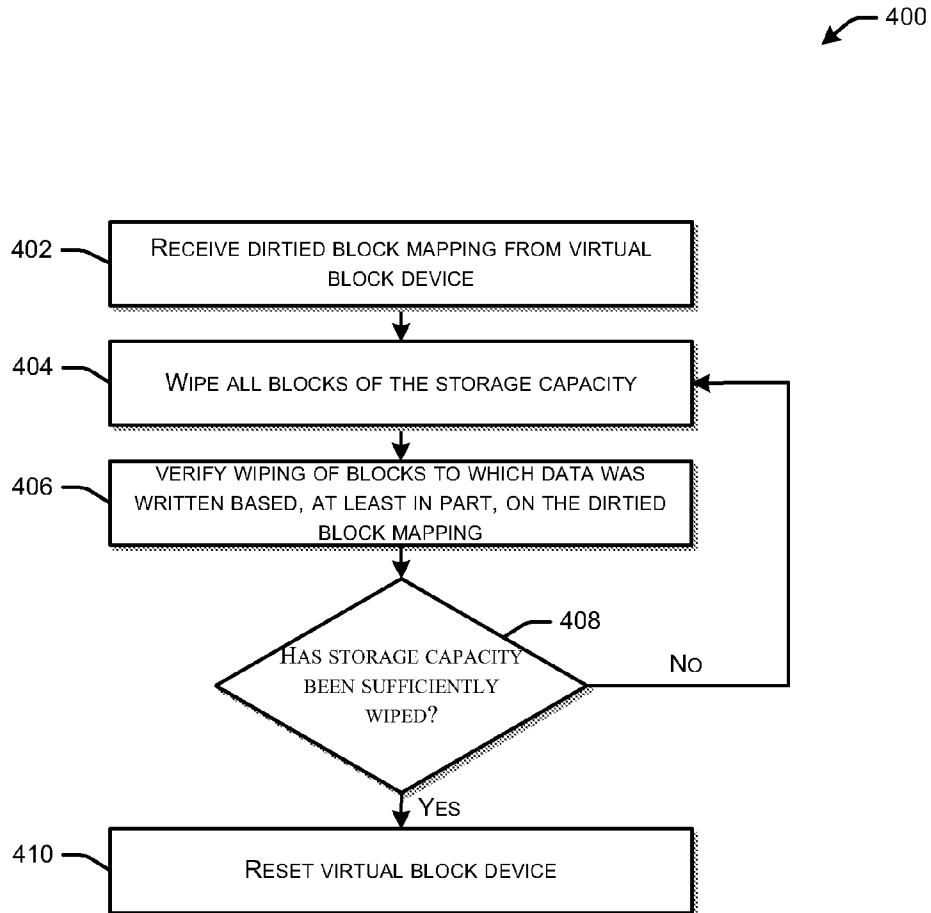 400
402
RECEIVE DIRTIED BLOCK MAPPING FROM VIRTUAL
BLOCK DEVICE
404
WIPE ALL BLOCKS OF THE STORAGE CAPACITY
406
VERIFY WIPING OF BLOCKS TO WHICH DATA WAS
WRITTEN BASED, AT LEAST IN PART, ON THE DIRTIED
BLOCK MAPPING
408
HAS STORAGE CAPACITY
BEEN SUFFICIENTLY
WIPED?
NO
YES
410
RESET VIRTUAL BLOCK DEVICE